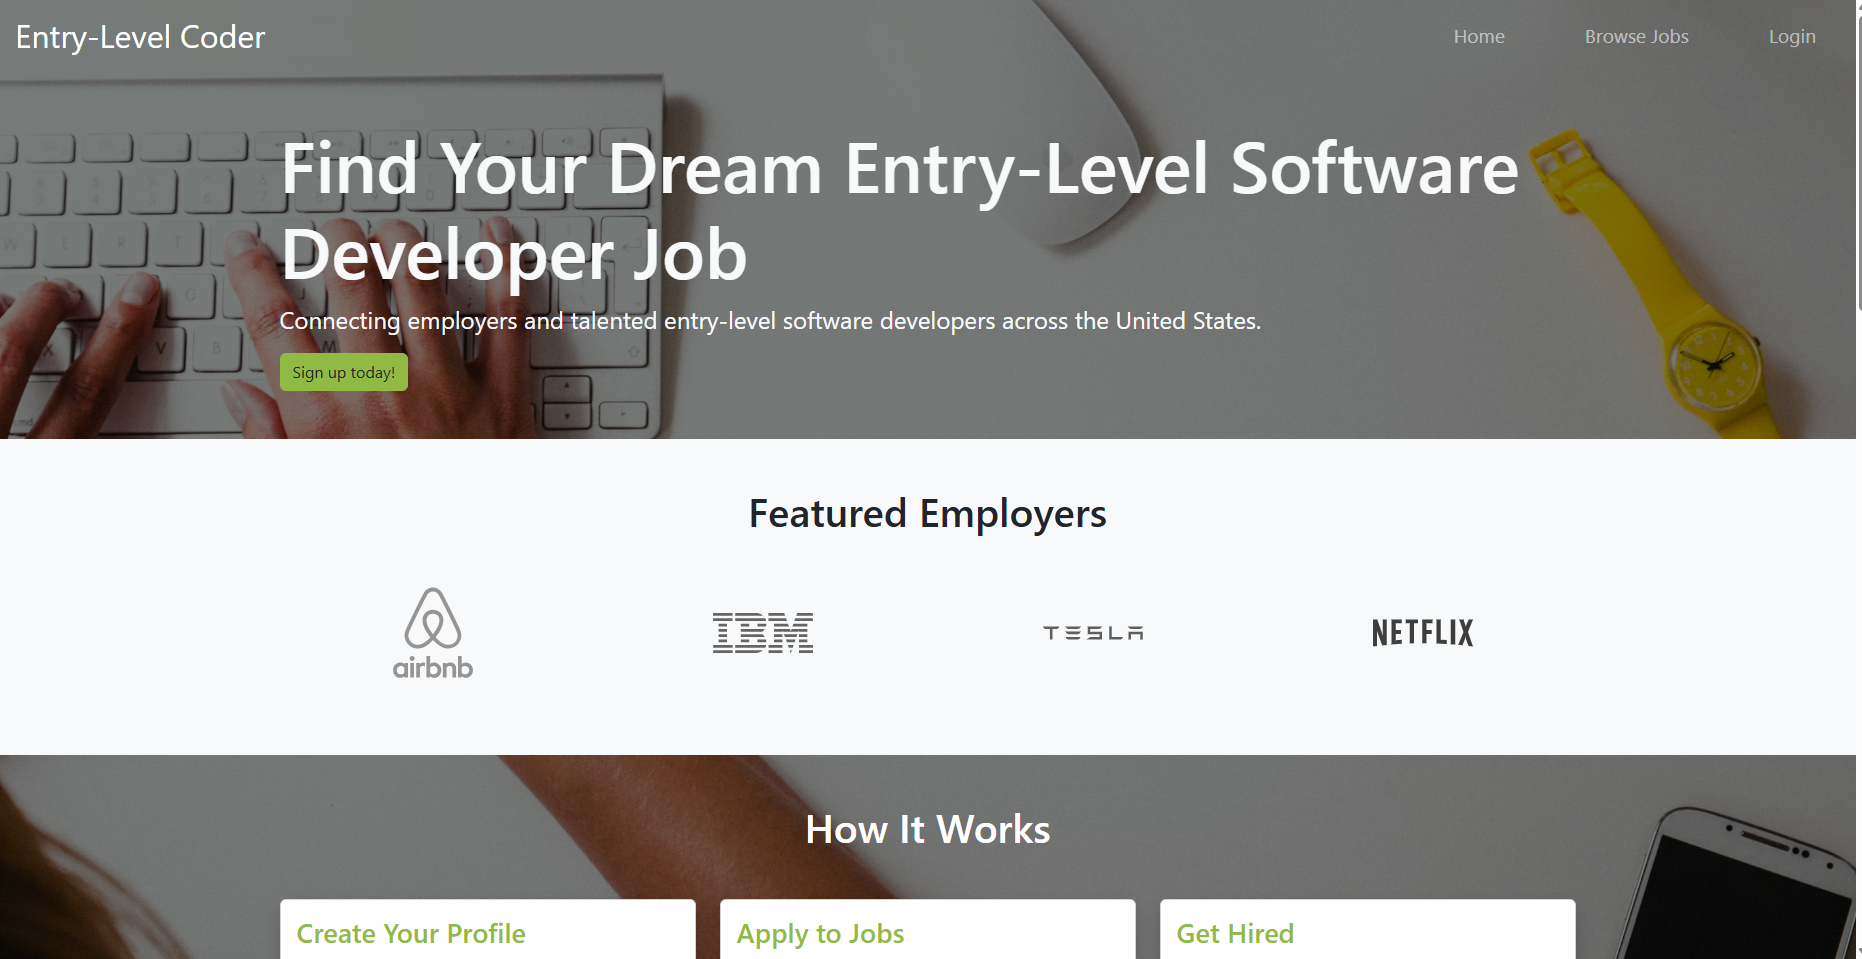 Entry-Level Coder
Home
Browse Jobs
Login
Find Your Dream Entry-Level Software
Developer Job
Connecting employers and talented entry-level software developers across the United States.
Sign up today!
Featured Employers
airbnb
IBM
TESLA
NETFLIX
How It Works
Create Your Profile
Apply to Jobs
Get Hired